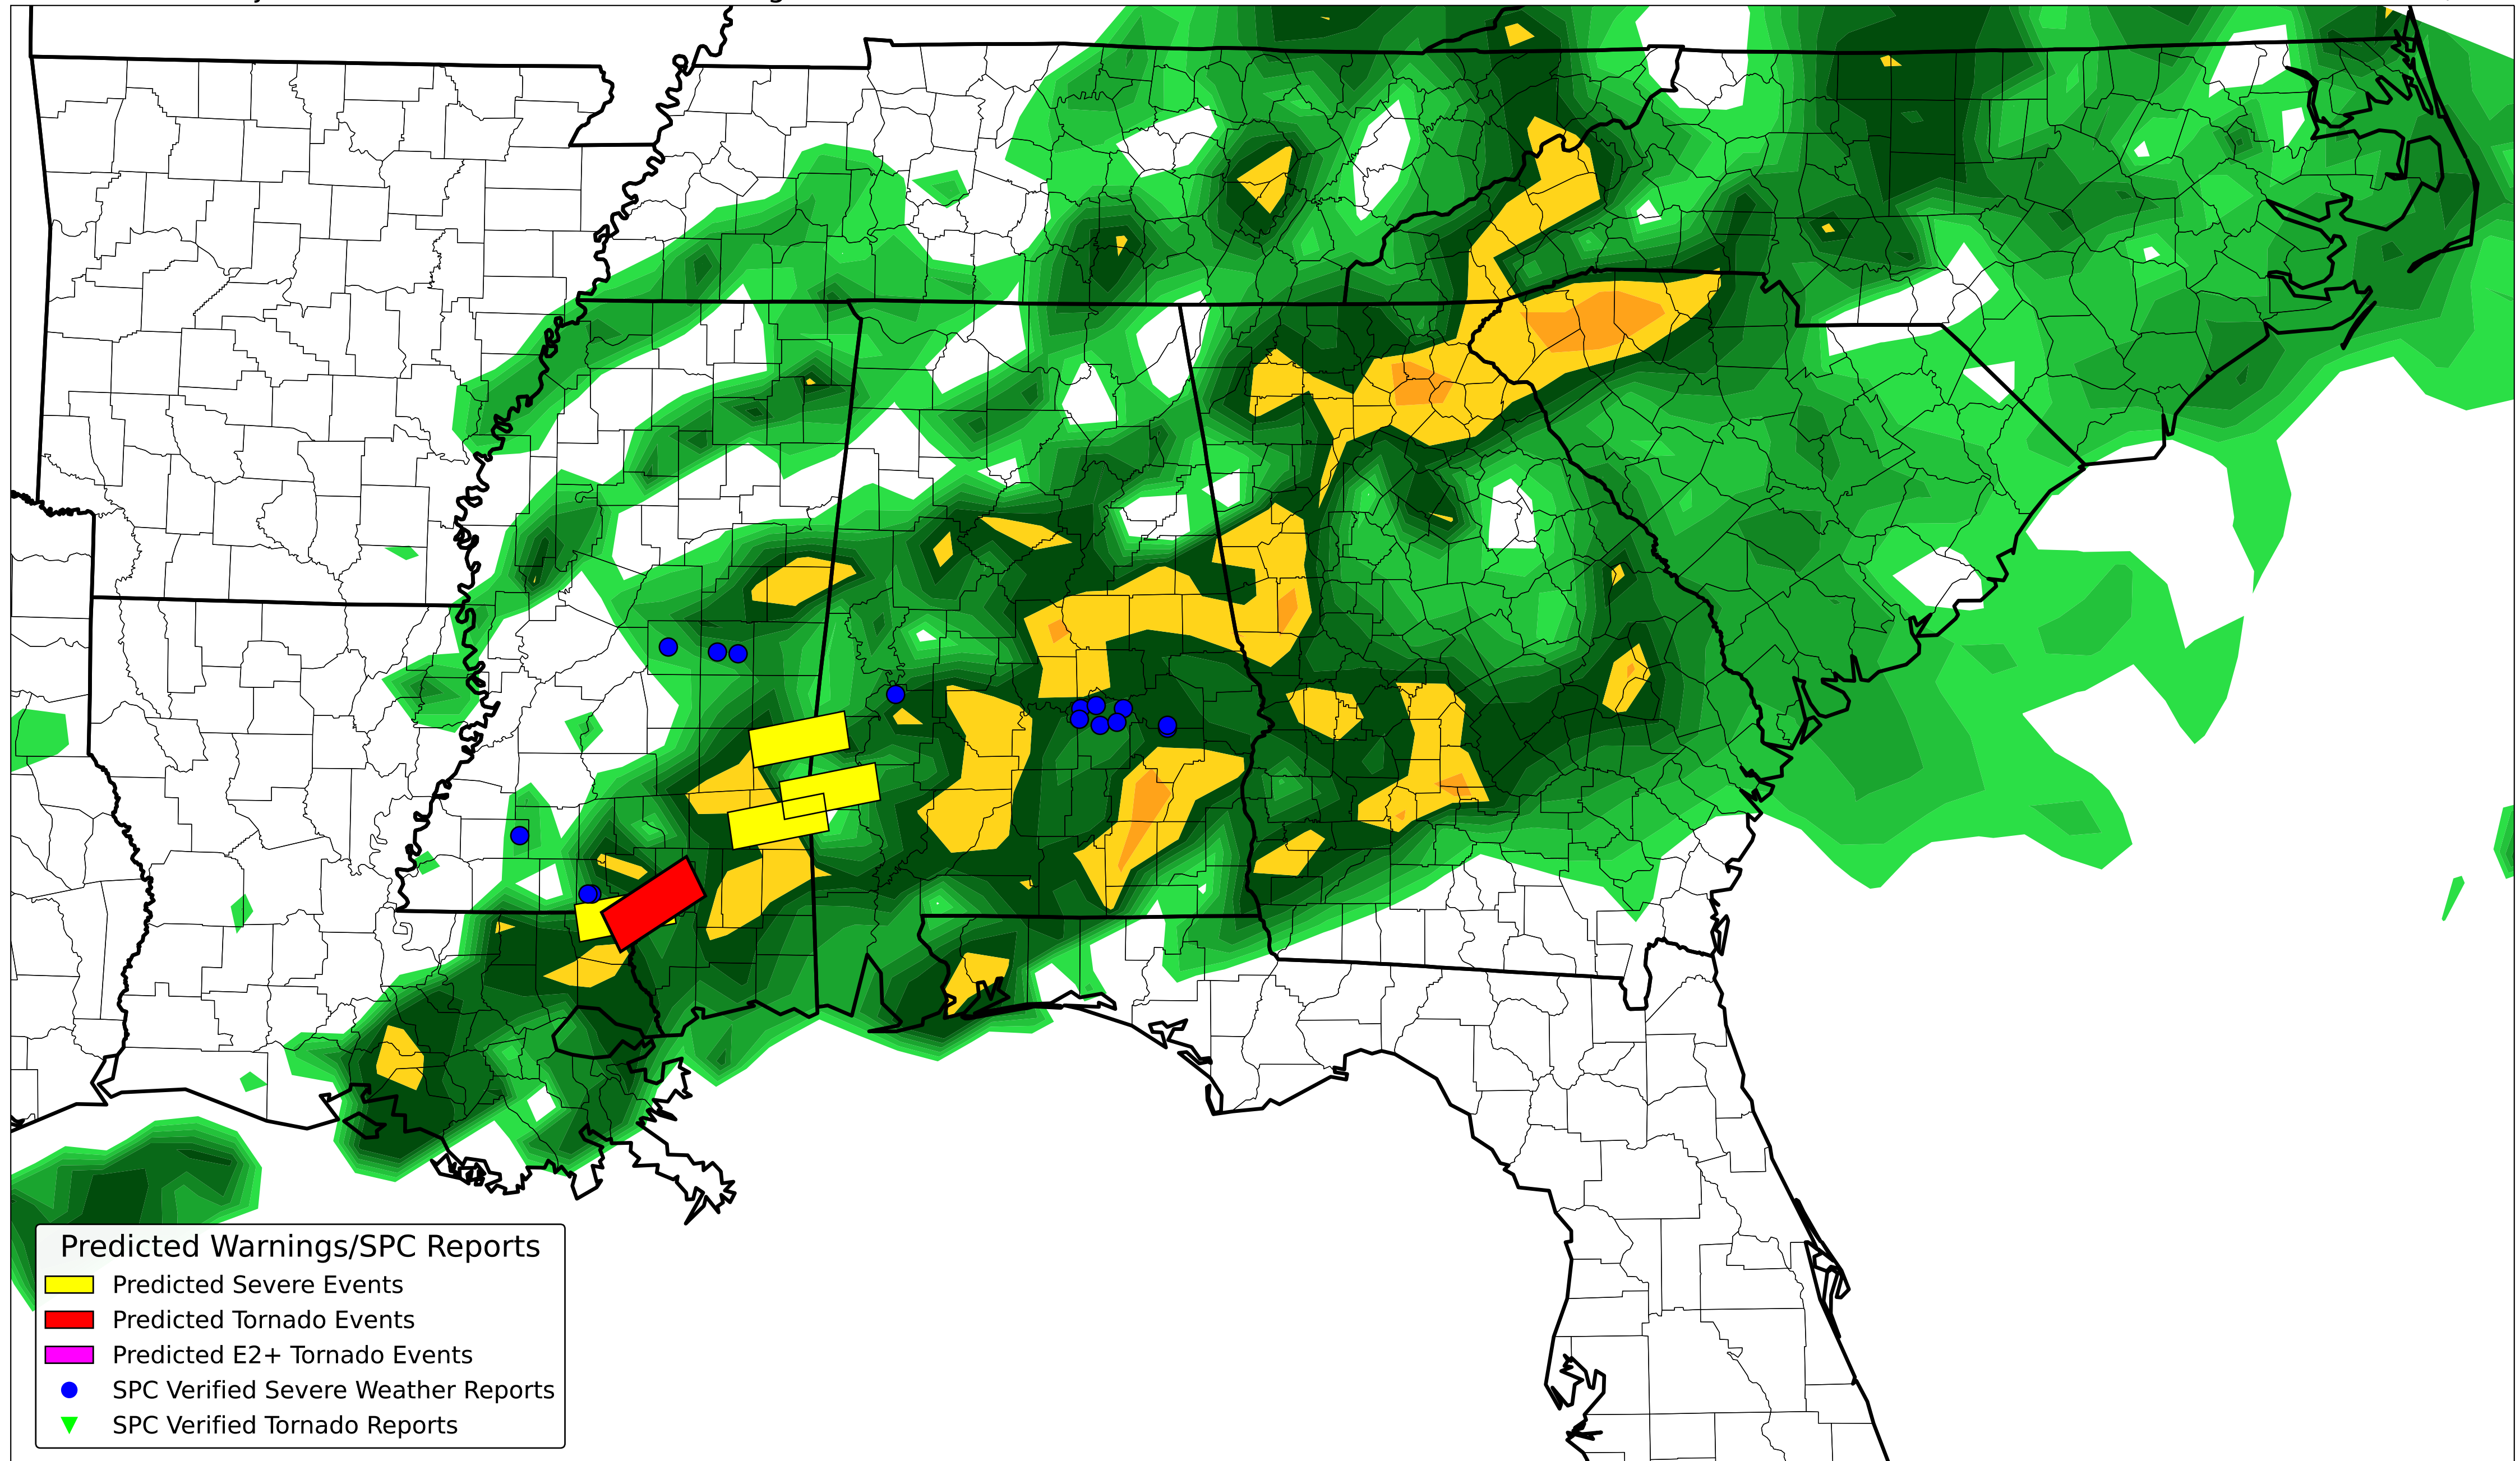 Predicted Warnings/SPC Reports
Predicted Severe Events
Predicted Tornado Events
Predicted E2+ Tornado Events
SPC Verified Severe Weather Reports
SPC Verified Tornado Reports